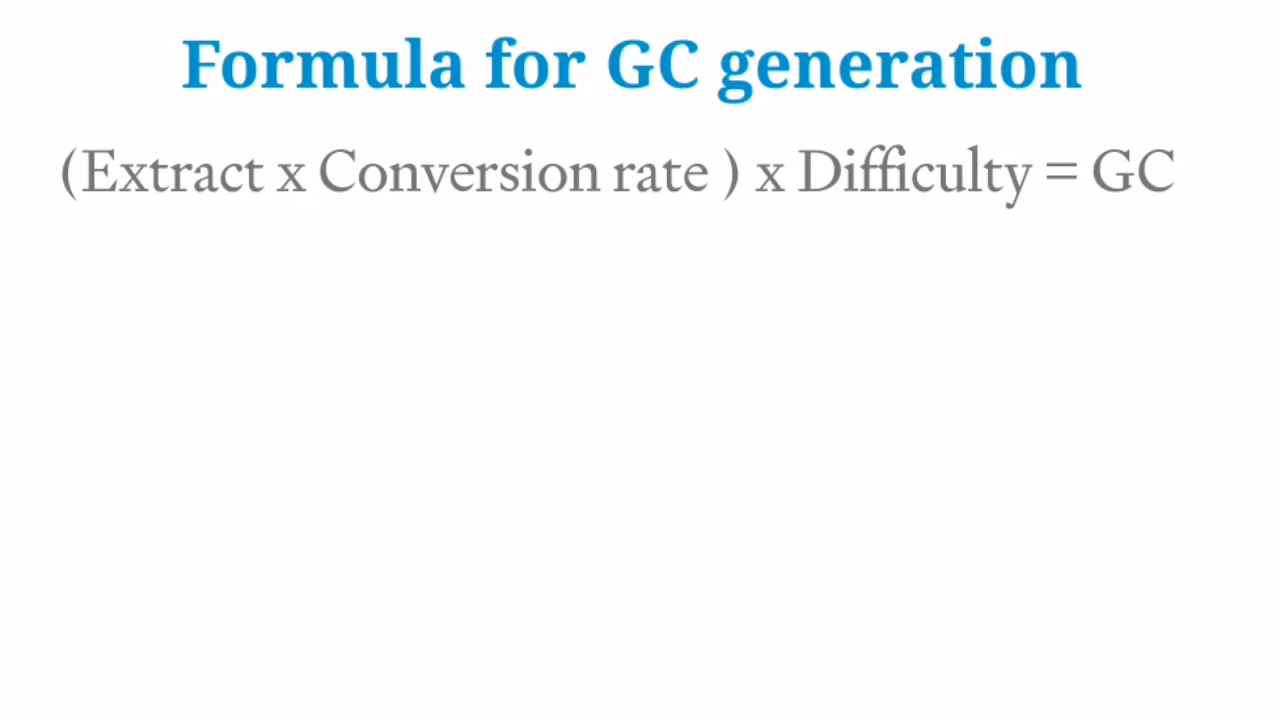 Formula for GC generation
(Extract x Conversion rate ) x Difficulty = GC